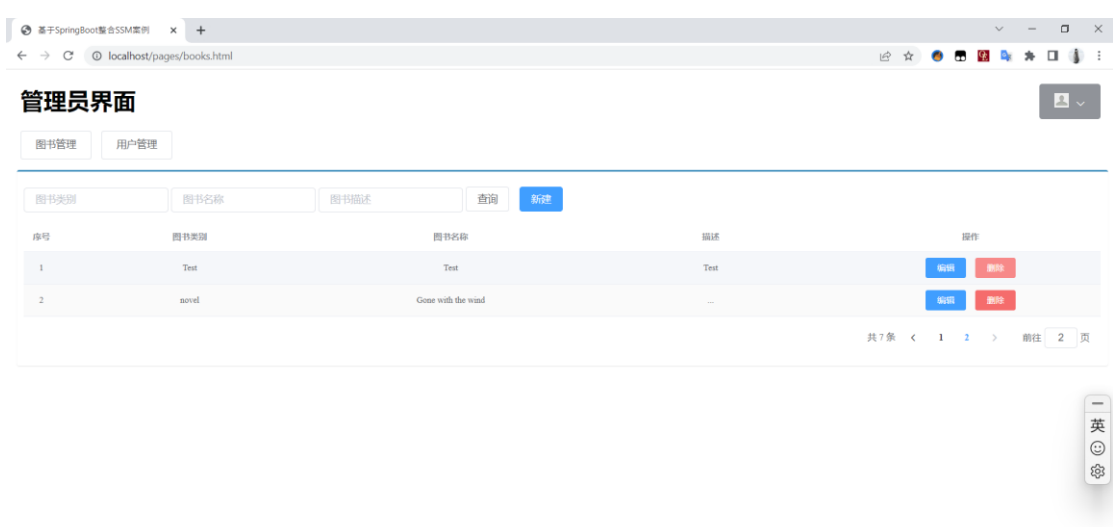 基于SpringBoot整合SSM案例
localhost/pages/books.html
管理员界面
图书管理 用户管理
图书类别 图书名称 图书描述 查询 新建
序号 图书类别 图书名称 描述 操作
1 Test Test Test 编辑 删除
2 novel Gone with the wind ... 编辑 删除
共 7 条 1 2 前往 2 页
英